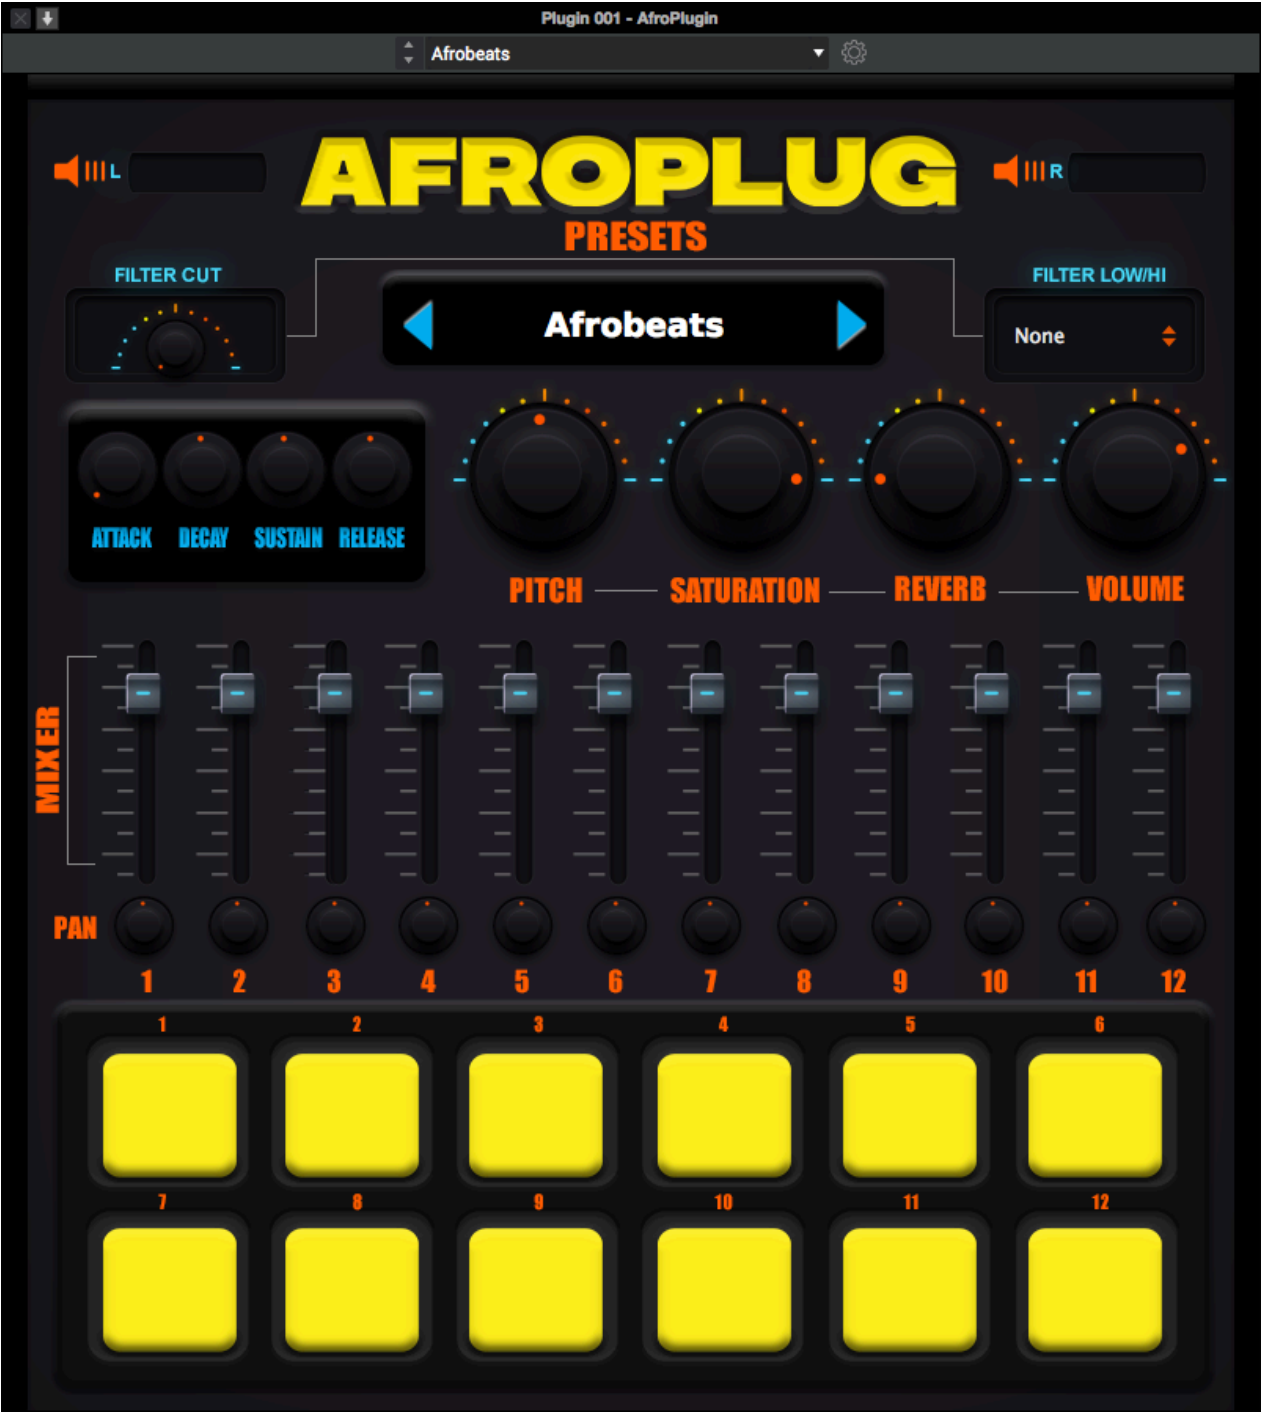 Plugin 001 - AfroPlugin
Afrobeats
L
AFROPLUG
R
PRESETS
FILTER CUT
FILTER LOW/HI
Afrobeats
None
ATTACK DECAY SUSTAIN RELEASE
PITCH SATURATION REVERB VOLUME
MIXER
PAN
1 2 3 4 5 6 7 8 9 10 11 12
1 2 3 4 5 6
7 8 9 10 11 12